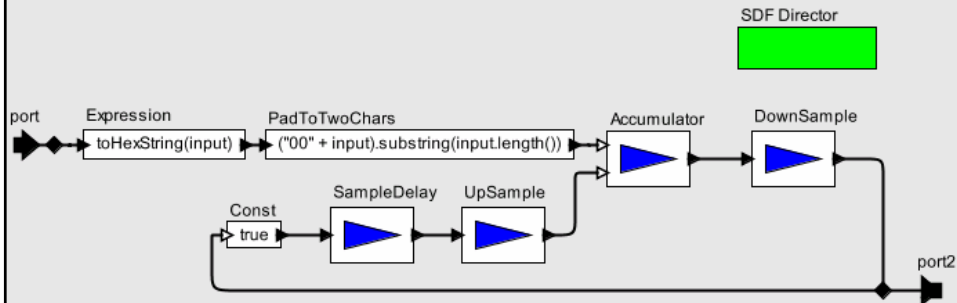 SDF Director
port
Expression
toHexString(input)
PadToTwoChars
("00" + input).substring(input.length())
Accumulator
DownSample
Const
true
SampleDelay
UpSample
port2